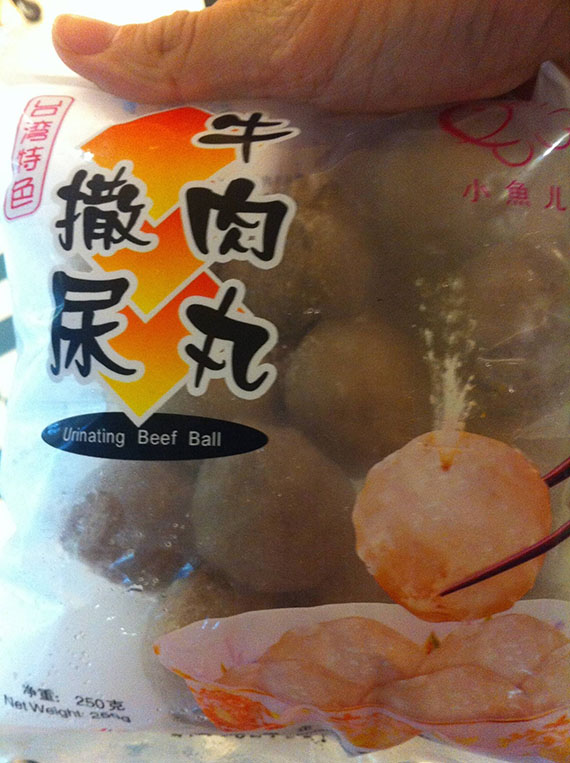 台湾特色
撒尿
牛肉丸
小魚儿
Urinating Beef Ball
净重: 250克
Net Weight: 250g